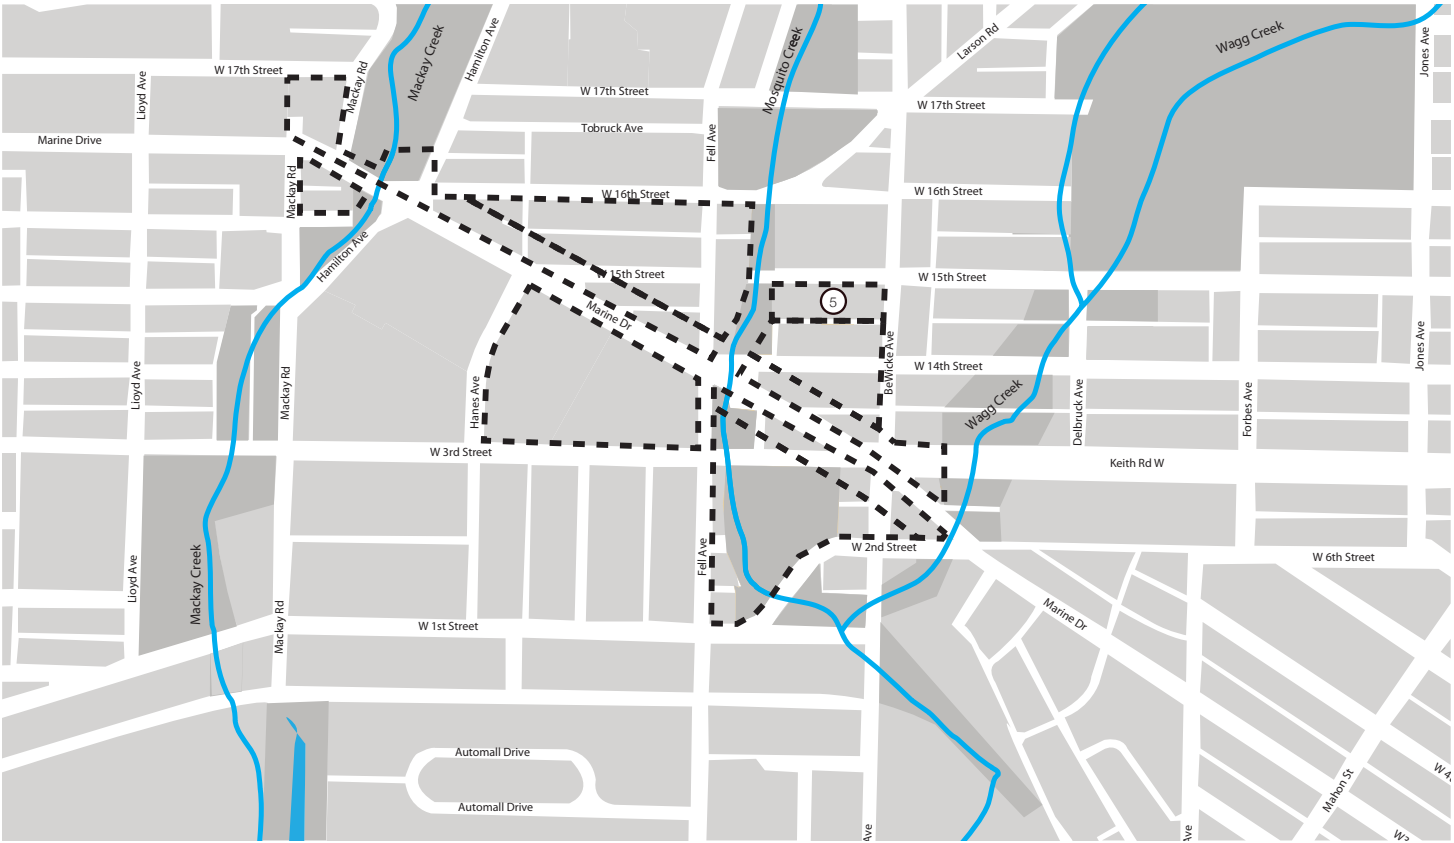 Larson Rd
Wagg Creek
Jones Ave
Hamilton Ave
Mackay Creek
Mosquito Creek
W 17th Street
Mackay Rd
Lloyd Ave
W 17th Street
W 17th Street
Tobruck Ave
Marine Drive
Fell Ave
Mackay Rd
W 16th Street
W 16th Street
Hamilton Ave
W 15th Street
W 15th Street
5
Marine Dr
BeWicke Ave
Jones Ave
W 14th Street
Lloyd Ave
Mackay Rd
Hanes Ave
Wagg Creek
Delbruck Ave
Forbes Ave
W 3rd Street
Keith Rd W
W 2nd Street
Fell Ave
W 6th Street
Lloyd Ave
Mackay Creek
Mackay Rd
W 1st Street
Marine Dr
Automall Drive
Automall Drive
Mahon St
Ave
Ave